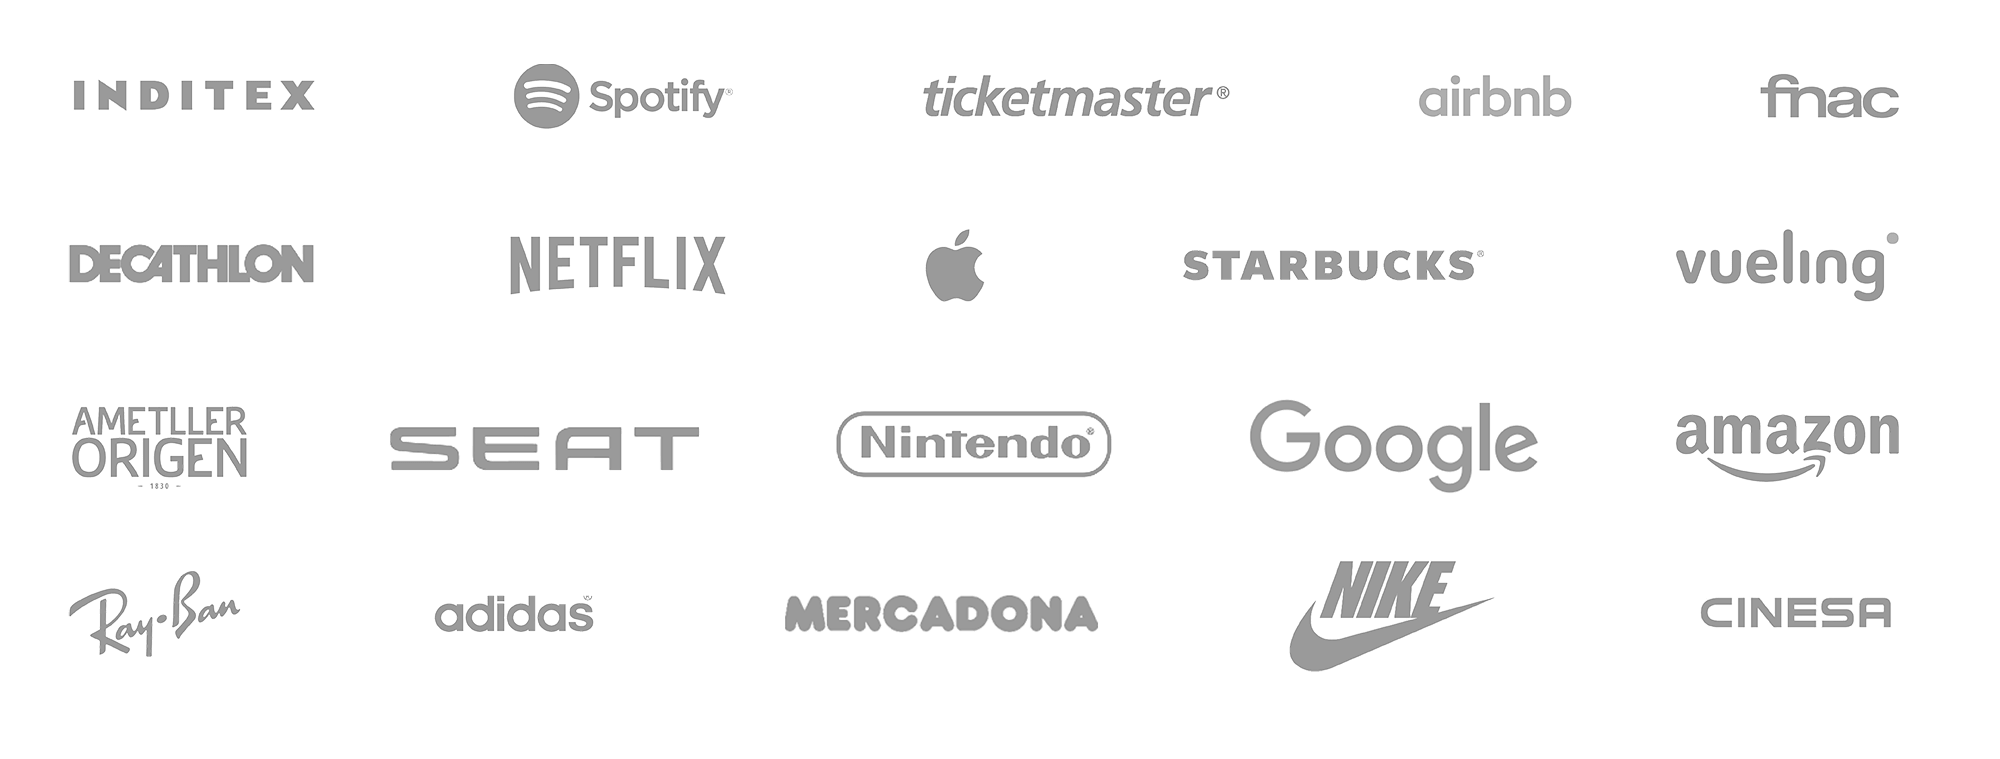 INDITEX
Spotify®
ticketmaster®
airbnb
fnac
DECATHLON
NETFLIX
STARBUCKS®
vueling
AMETLLER
ORIGEN
– 1830 –
SEAT
Nintendo®
Google
amazon
Ray-Ban
adidas®
MERCADONA
NIKE
CINESA